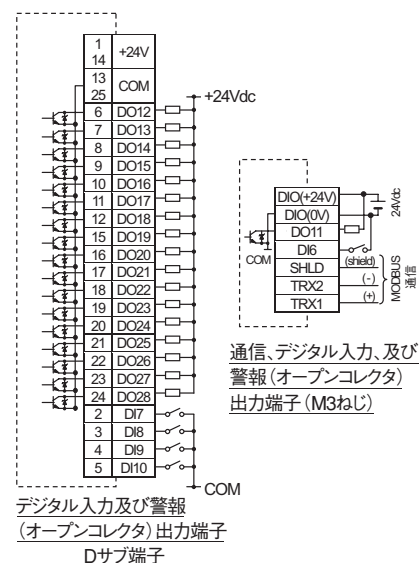 1
14
+24V
13
25
COM
+24Vdc
6 DO12
7 DO13
8 DO14
9 DO15
10 DO16
11 DO17
12 DO18
15 DO19
16 DO20
17 DO21
18 DO22
19 DO23
20 DO24
21 DO25
22 DO26
23 DO27
24 DO28
2 DI7
3 DI8
4 DI9
5 DI10
COM
デジタル入力及び警報
(オープンコレクタ)出力端子
Dサブ端子
DIO(+24V)
DIO(0V)
DO11
DI6
SHLD
TRX2
TRX1
COM
24Vdc
(shield)
(-)
(+)
MODBUS
通信
通信、デジタル入力、及び
警報(オープンコレクタ)
出力端子(M3ねじ)